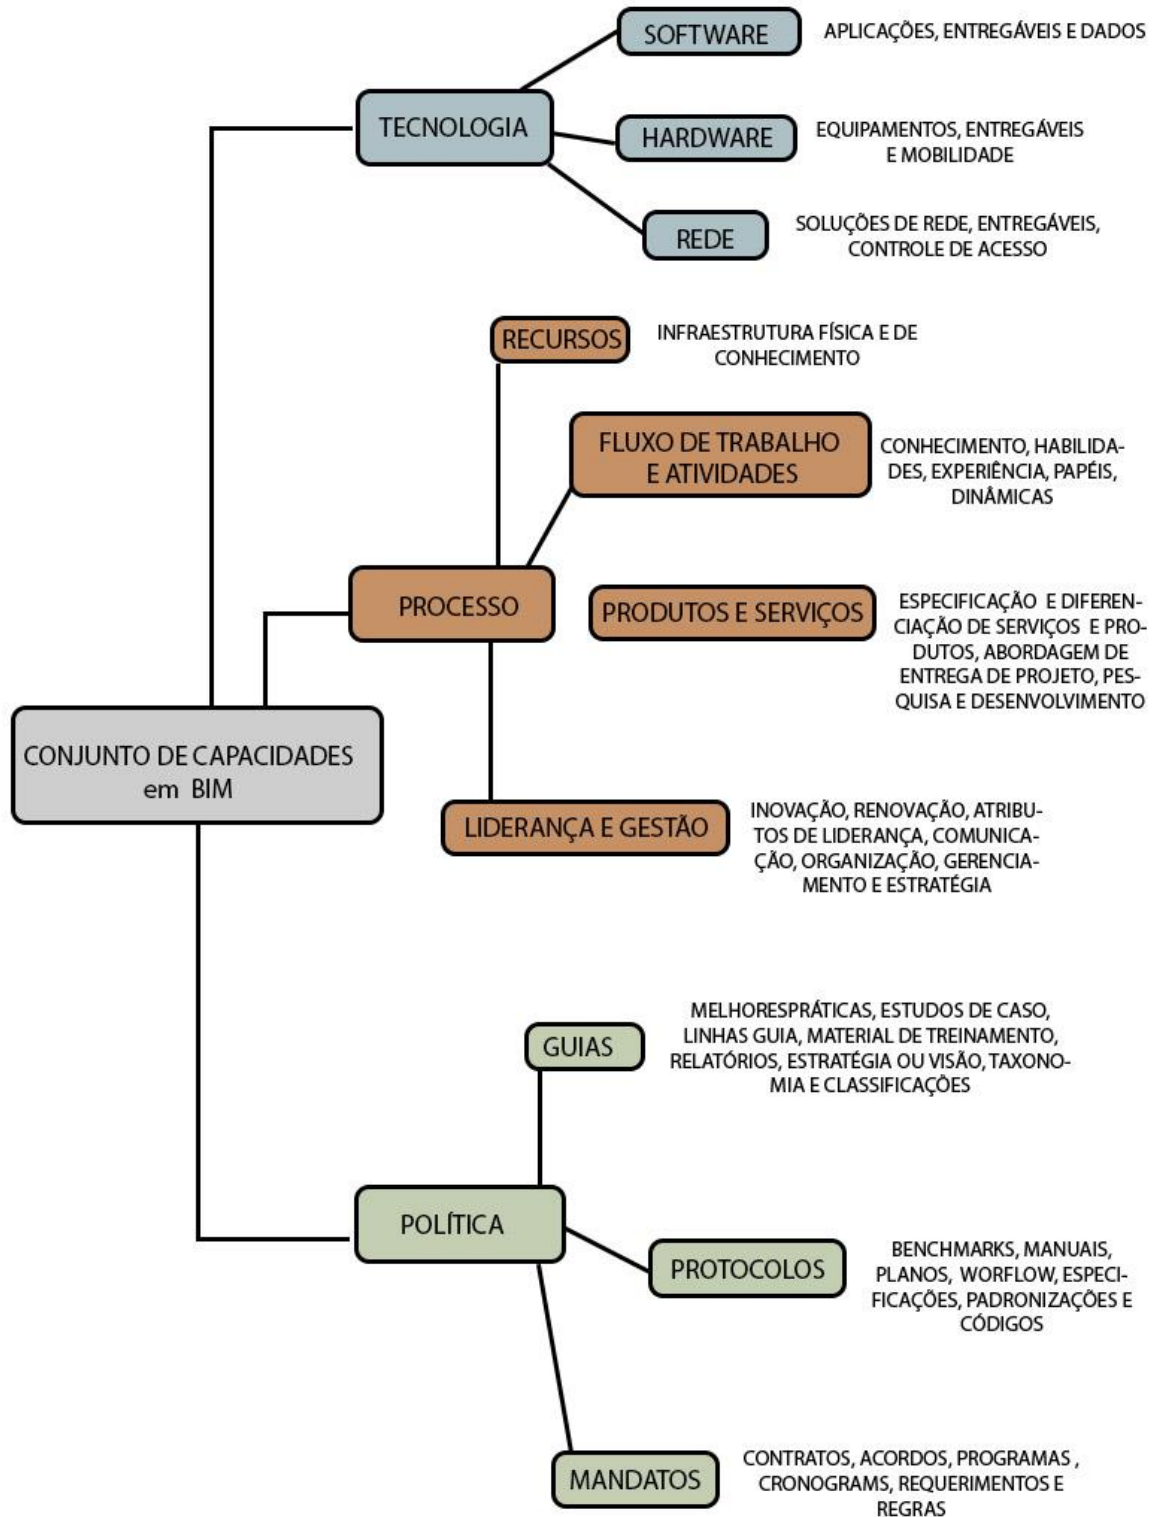 SOFTWARE
APLICAÇÕES, ENTREGÁVEIS E DADOS
TECNOLOGIA
HARDWARE
EQUIPAMENTOS, ENTREGÁVEIS
E MOBILIDADE
REDE
SOLUÇÕES DE REDE, ENTREGÁVEIS,
CONTROLE DE ACESSO
RECURSOS
INFRAESTRUTURA FÍSICA E DE
CONHECIMENTO
FLUXO DE TRABALHO
E ATIVIDADES
CONHECIMENTO, HABILIDA-
DES, EXPERIÊNCIA, PAPÉIS,
DINÂMICAS
PROCESSO
PRODUTOS E SERVIÇOS
ESPECIFICAÇÃO E DIFEREN-
CIAÇÃO DE SERVIÇOS E PRO-
DUTOS, ABORDAGEM DE
ENTREGA DE PROJETO, PES-
QUISA E DESENVOLVIMENTO
CONJUNTO DE CAPACIDADES
em BIM
LIDERANÇA E GESTÃO
INOVAÇÃO, RENOVAÇÃO, ATRIBU-
TOS DE LIDERANÇA, COMUNICA-
ÇÃO, ORGANIZAÇÃO, GERENCIA-
MENTO E ESTRATÉGIA
GUIAS
MELHORESPRÁTICAS, ESTUDOS DE CASO,
LINHAS GUIA, MATERIAL DE TREINAMENTO,
RELATÓRIOS, ESTRATÉGIA OU VISÃO, TAXONO-
MIA E CLASSIFICAÇÕES
POLÍTICA
PROTOCOLOS
BENCHMARKS, MANUAIS,
PLANOS, WORFLOW, ESPECI-
FICAÇÕES, PADRONIZAÇÕES E
CÓDIGOS
MANDATOS
CONTRATOS, ACORDOS, PROGRAMAS ,
CRONOGRAMS, REQUERIMENTOS E
REGRAS